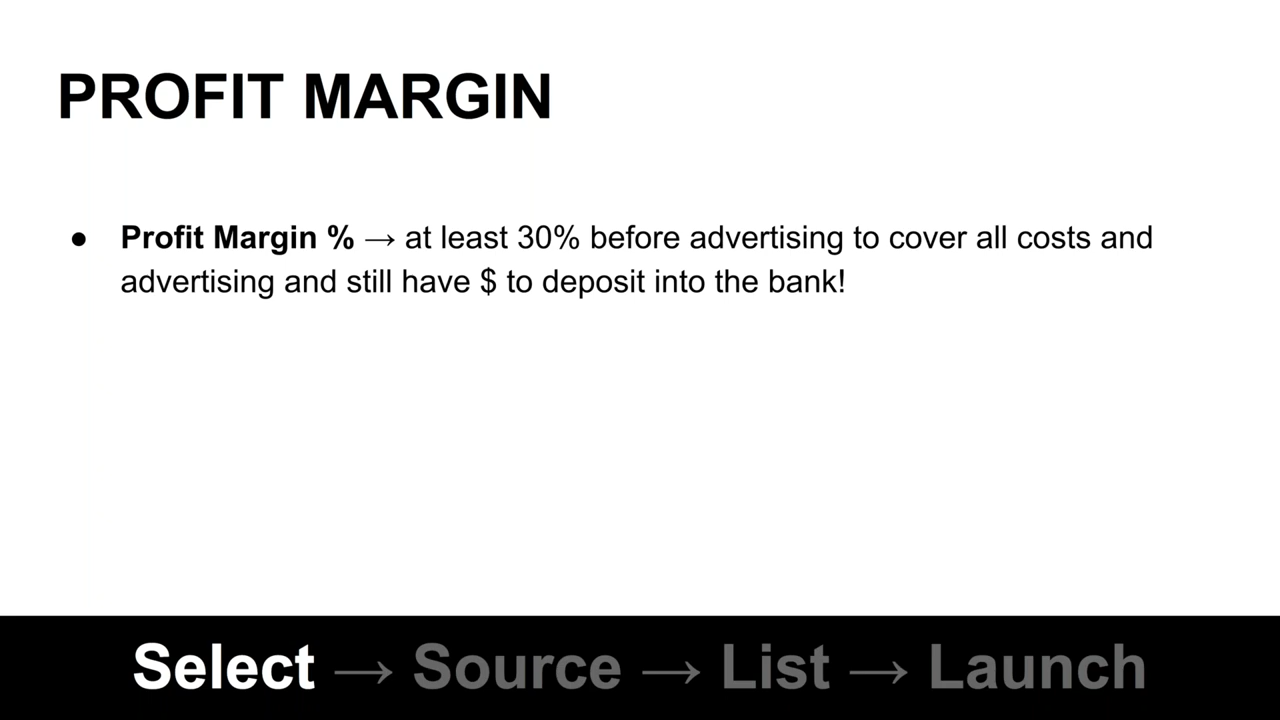 PROFIT MARGIN
● Profit Margin % → at least 30% before advertising to cover all costs and
advertising and still have $ to deposit into the bank!
Select → Source → List → Launch